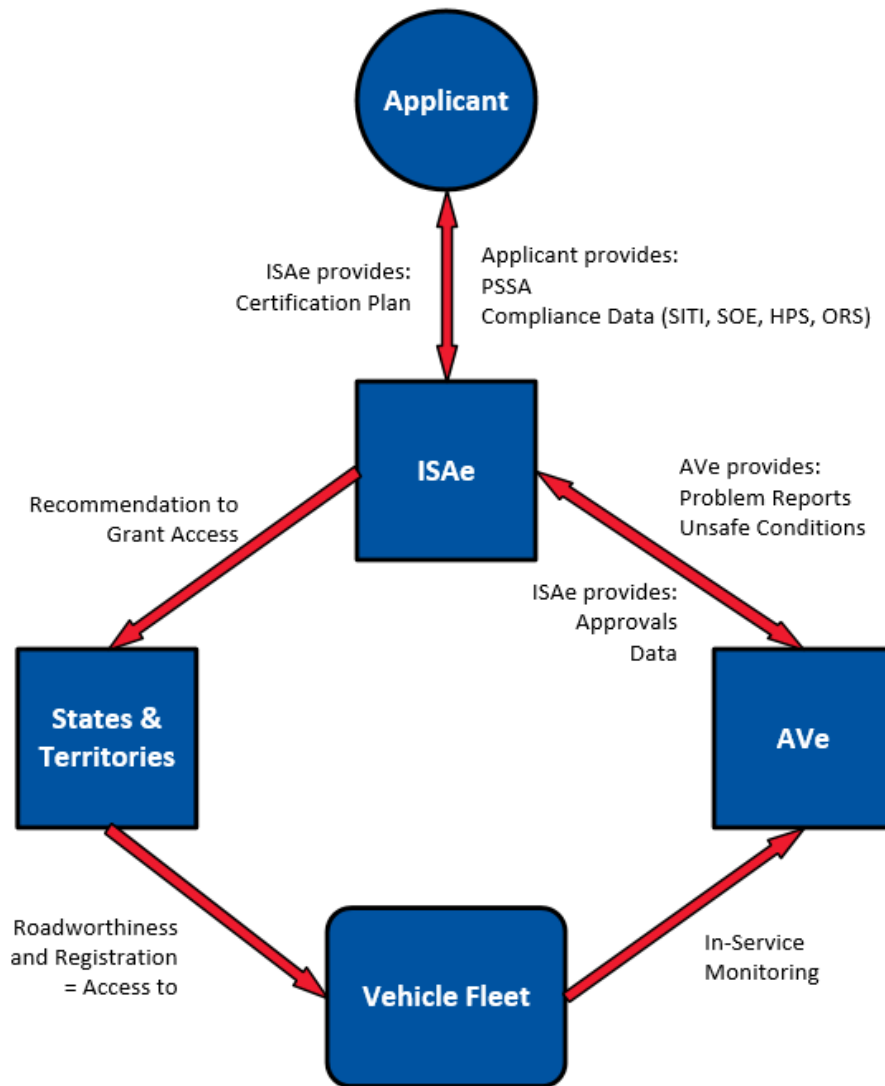 Applicant
ISAe provides:
Certification Plan
Applicant provides:
PSSA
Compliance Data (SITI, SOE, HPS, ORS)
ISAe
Recommendation to
Grant Access
AVe provides:
Problem Reports
Unsafe Conditions
ISAe provides:
Approvals
Data
States &
Territories
AVe
Roadworthiness
and Registration
= Access to
Vehicle Fleet
In-Service
Monitoring